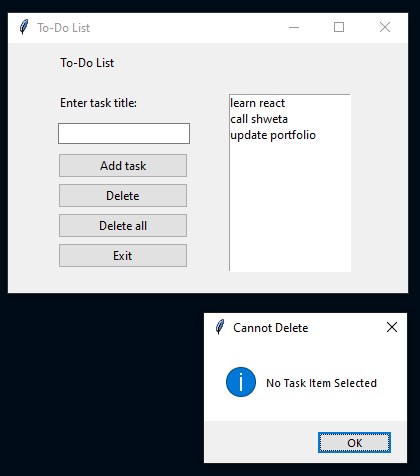 To-Do List
To-Do List
Enter task title:
Add task
Delete
Delete all
Exit
learn react
call shweta
update portfolio
Cannot Delete
No Task Item Selected
OK